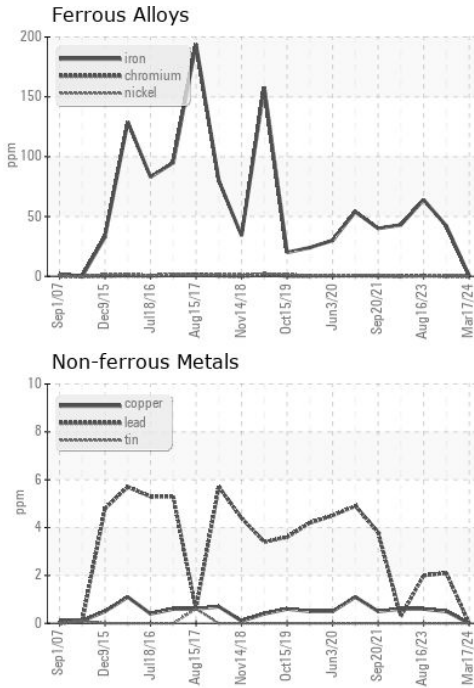 Ferrous Alloys
200
150
100
50
0
ppm
iron
chromium
nickel
Sep1/07
Dec9/15
Jul18/16
Aug15/17
Nov14/18
Oct15/19
Jun3/20
Sep20/21
Aug16/23
Mar17/24
Non-ferrous Metals
10
8
6
4
2
0
ppm
copper
lead
tin
Sep1/07
Dec9/15
Jul18/16
Aug15/17
Nov14/18
Oct15/19
Jun3/20
Sep20/21
Aug16/23
Mar17/24